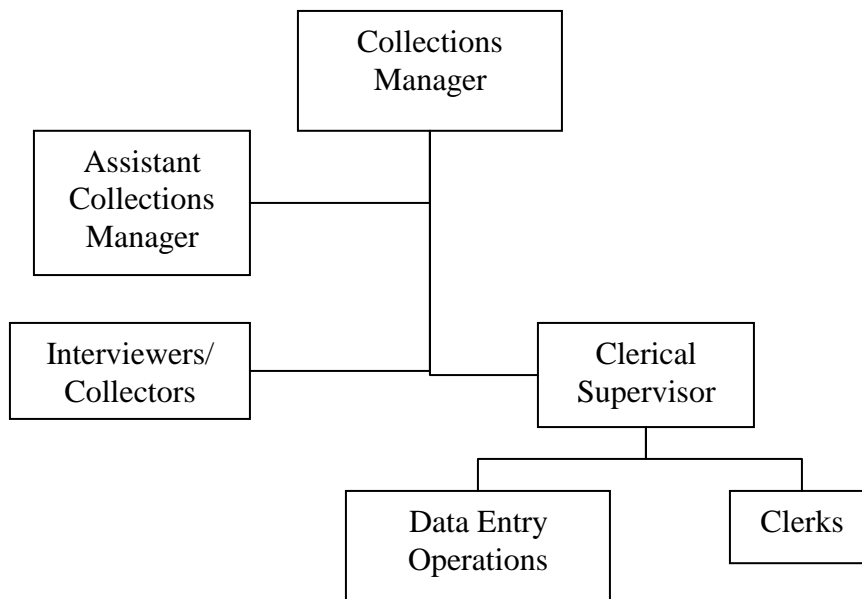 Collections
Manager
Assistant
Collections
Manager
Interviewers/
Collectors
Clerical
Supervisor
Data Entry
Operations
Clerks